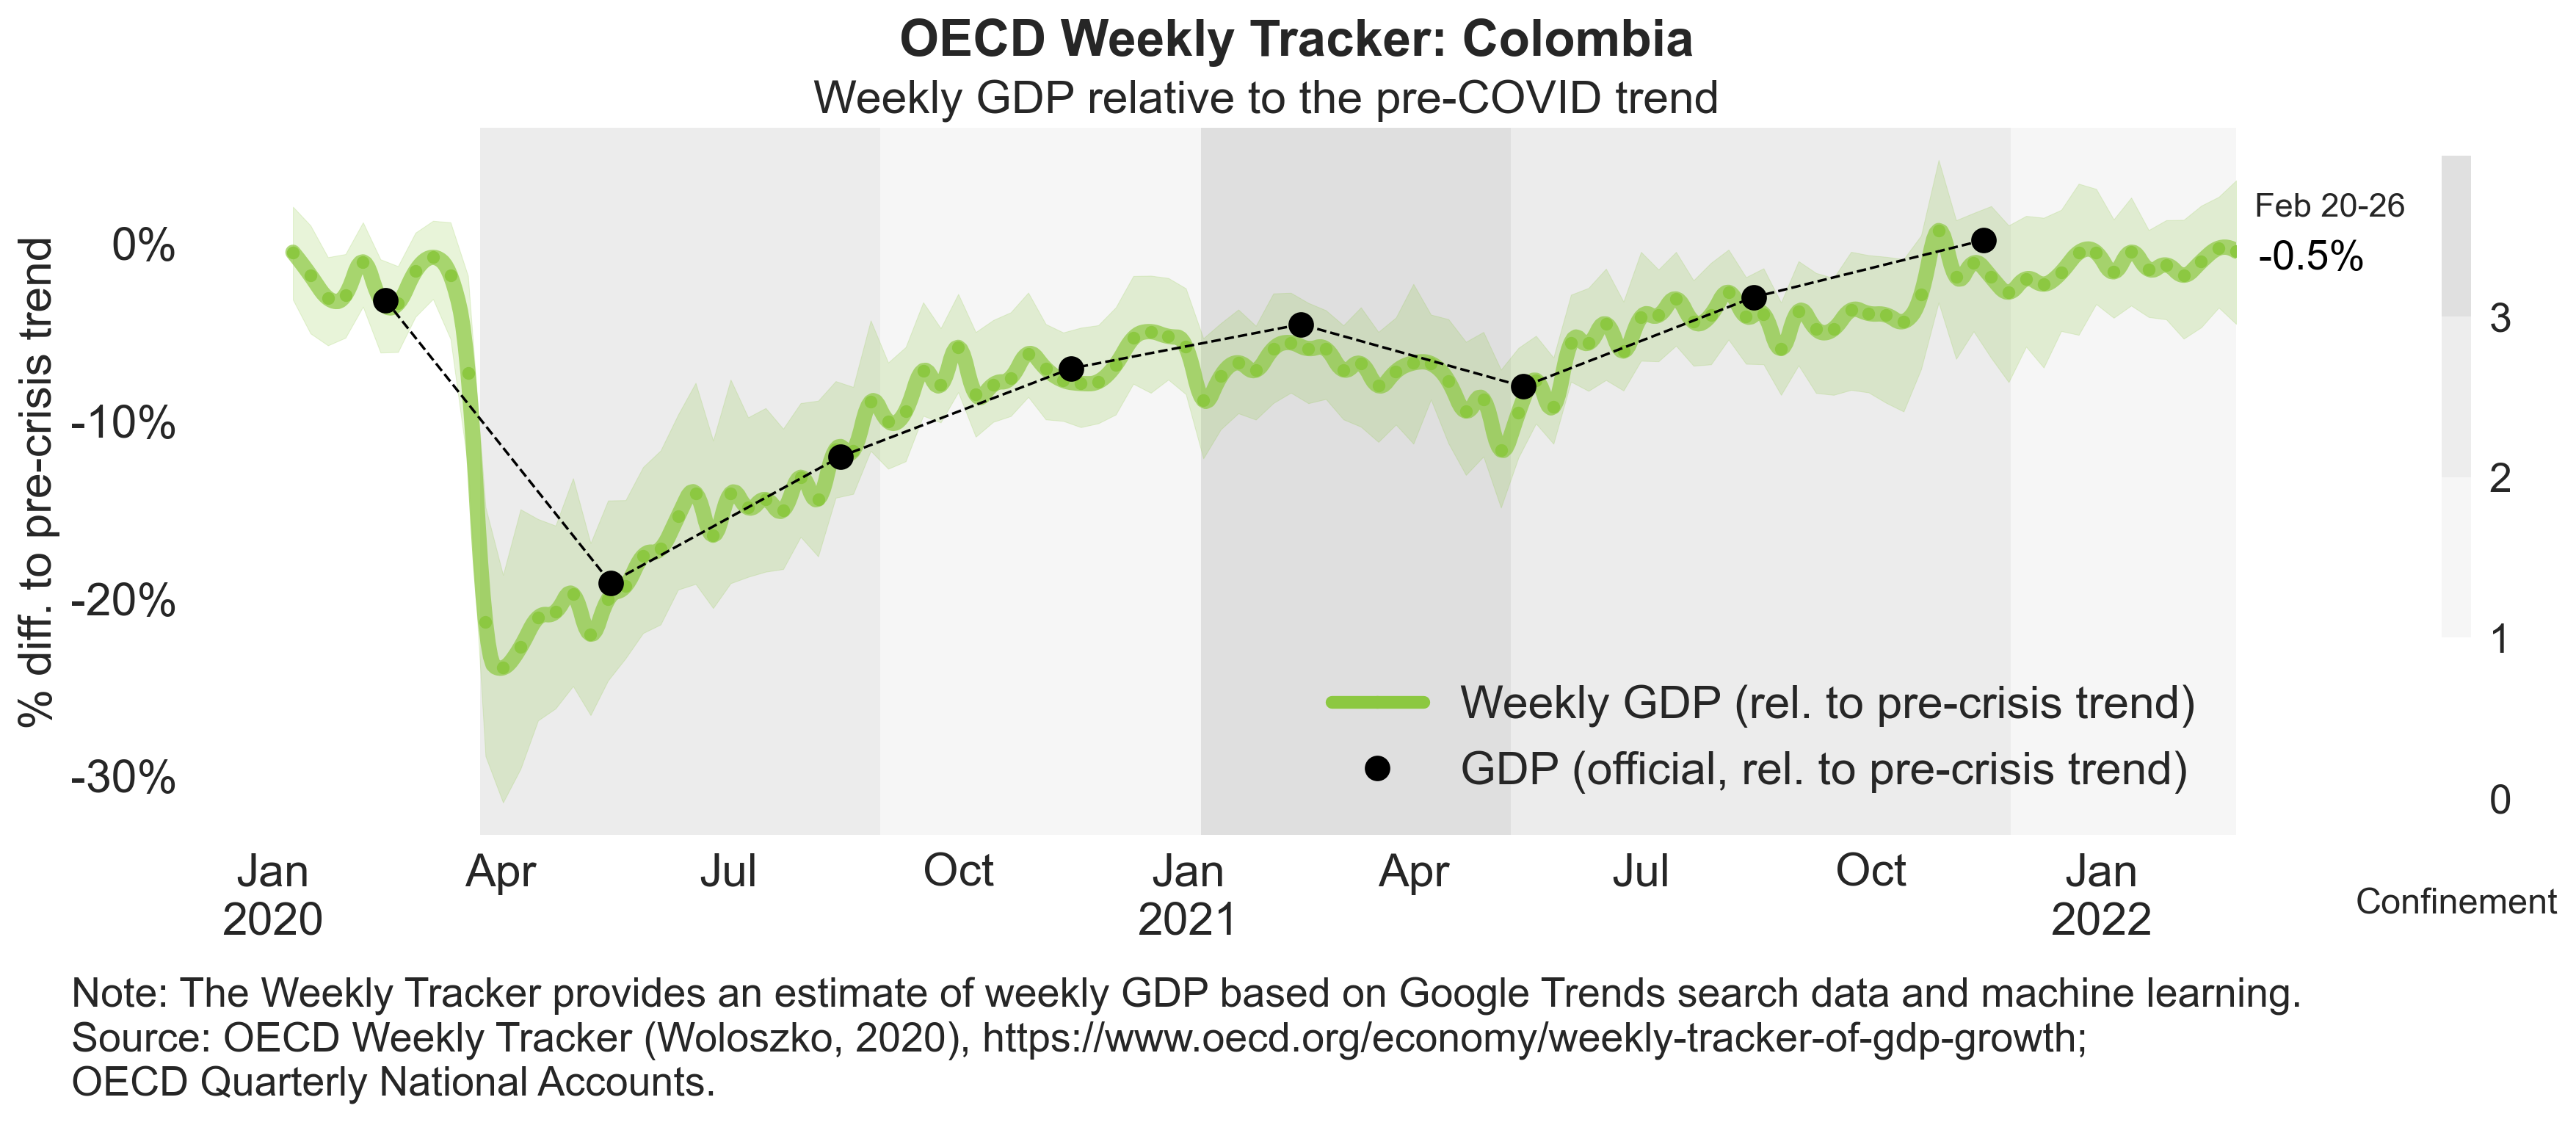 OECD Weekly Tracker: Colombia
Weekly GDP relative to the pre-COVID trend
% diff. to pre-crisis trend
0%
-10%
-20%
-30%
Feb 20-26
-0.5%
3
2
1
0
Confinement
Weekly GDP (rel. to pre-crisis trend)
GDP (official, rel. to pre-crisis trend)
Jan Apr Jul Oct Jan Apr Jul Oct Jan
2020 2021 2022
Note: The Weekly Tracker provides an estimate of weekly GDP based on Google Trends search data and machine learning.
Source: OECD Weekly Tracker (Woloszko, 2020), https://www.oecd.org/economy/weekly-tracker-of-gdp-growth;
OECD Quarterly National Accounts.